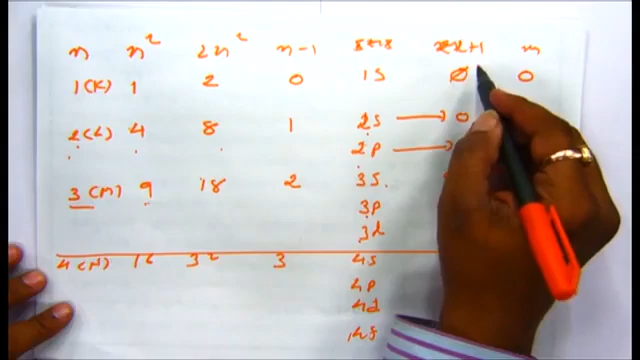 n n² 2n² n-1 2l+1 m
1(K) 1 2 0 1s 0 0
2(L) 4 8 1 2s → 0
2p →
3(M) 9 18 2 3s
3p
3d
4(N) 16 32 3 4s
4p
4d
4f